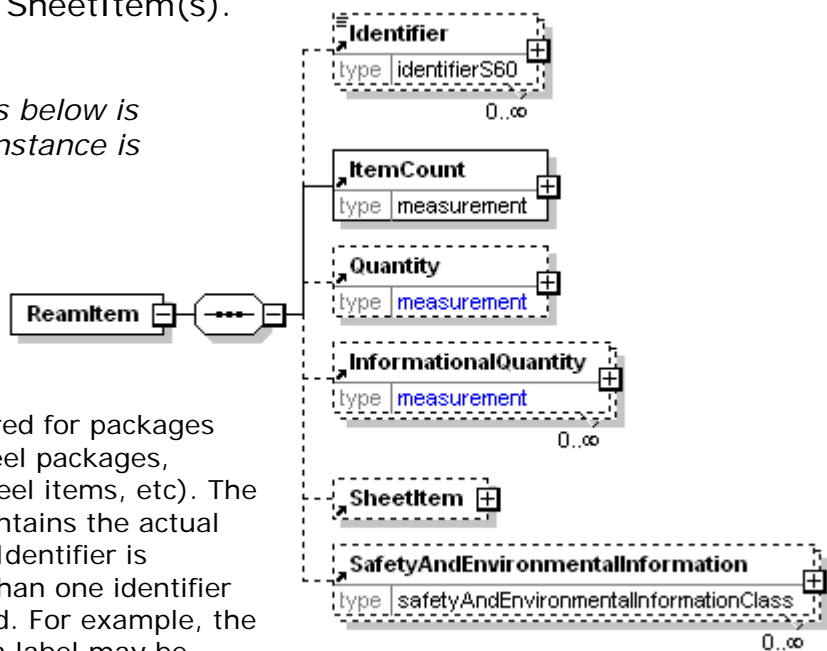 SheetItem(s).
s below is
nstance is
ed for packages
eel packages,
eel items, etc). The
ntains the actual
dentifier is
han one identifier
d. For example, the
label may be
ReamItem
Identifier
type identifierS60
0..∞
ItemCount
type measurement
Quantity
type measurement
InformationalQuantity
type measurement
0..∞
SheetItem
SafetyAndEnvironmentalInformation
type safetyAndEnvironmentalInformationClass
0..∞